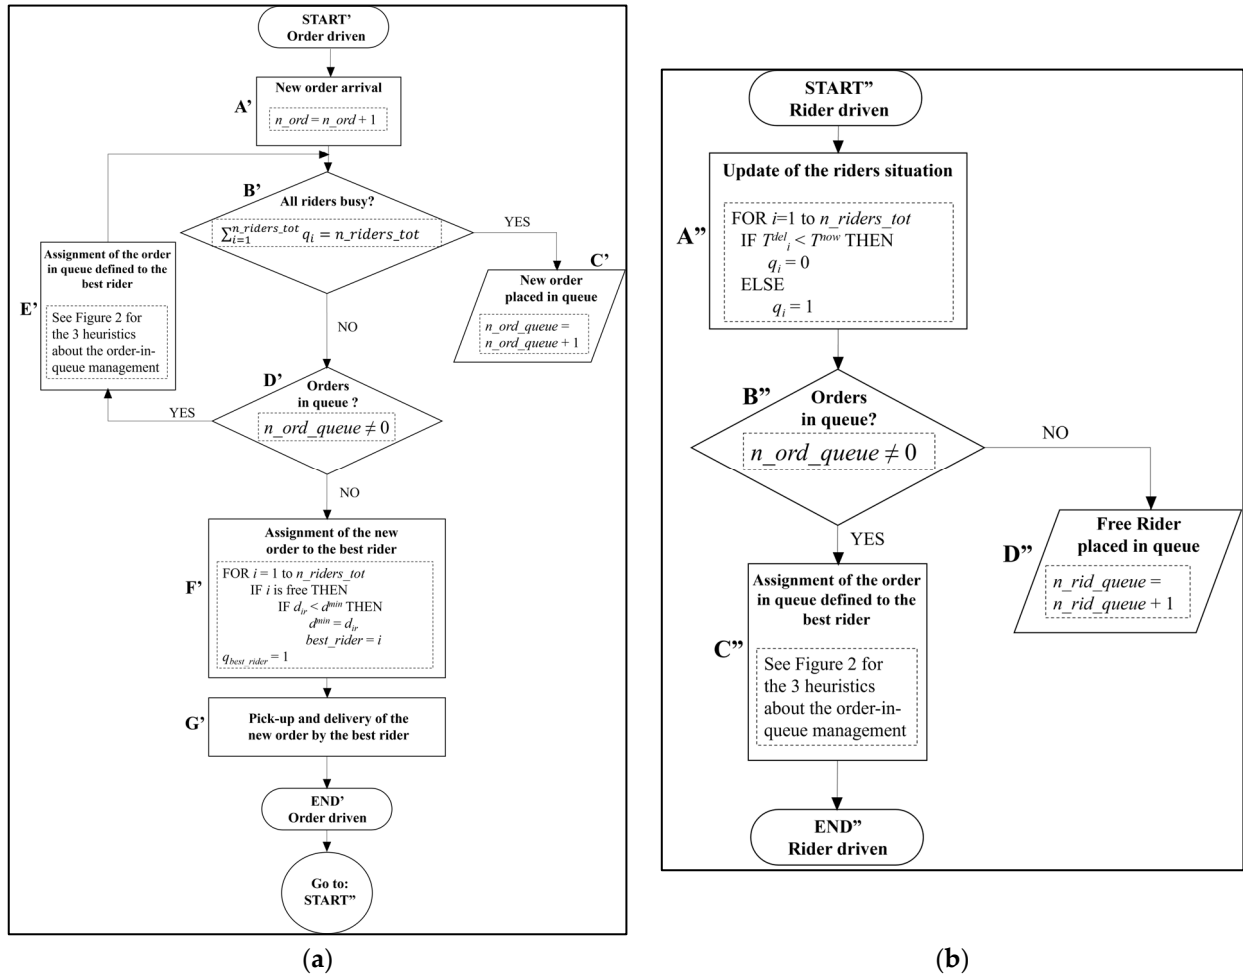 START’
Order driven
New order arrival
A’
n_ord = n_ord + 1
B’
All riders busy?
∑_{i=1}^{n_riders_tot} q_i = n_riders_tot
YES
C’
New order
placed in queue
n_ord_queue =
n_ord_queue + 1
Assignment of the order
in queue defined to the
best rider
E’
See Figure 2 for
the 3 heuristics
about the order-in-
queue management
NO
D’
Orders
in queue ?
n_ord_queue ≠ 0
YES
NO
Assignment of the new
order to the best rider
F’
FOR i = 1 to n_riders_tot
IF i is free THEN
IF d_ir < d^min THEN
d^min = d_ir
best_rider = i
q_best_rider = 1
G’
Pick-up and delivery of the
new order by the best rider
END’
Order driven
Go to:
START”
(a)
START”
Rider driven
Update of the riders situation
A”
FOR i=1 to n_riders_tot
IF T^del_i < T^now THEN
q_i = 0
ELSE
q_i = 1
B”
Orders
in queue?
n_ord_queue ≠ 0
NO
YES
Free Rider
placed in queue
D”
n_rid_queue =
n_rid_queue + 1
Assignment of the order
in queue defined to the
best rider
C”
See Figure 2 for
the 3 heuristics
about the order-in-
queue management
END”
Rider driven
(b)